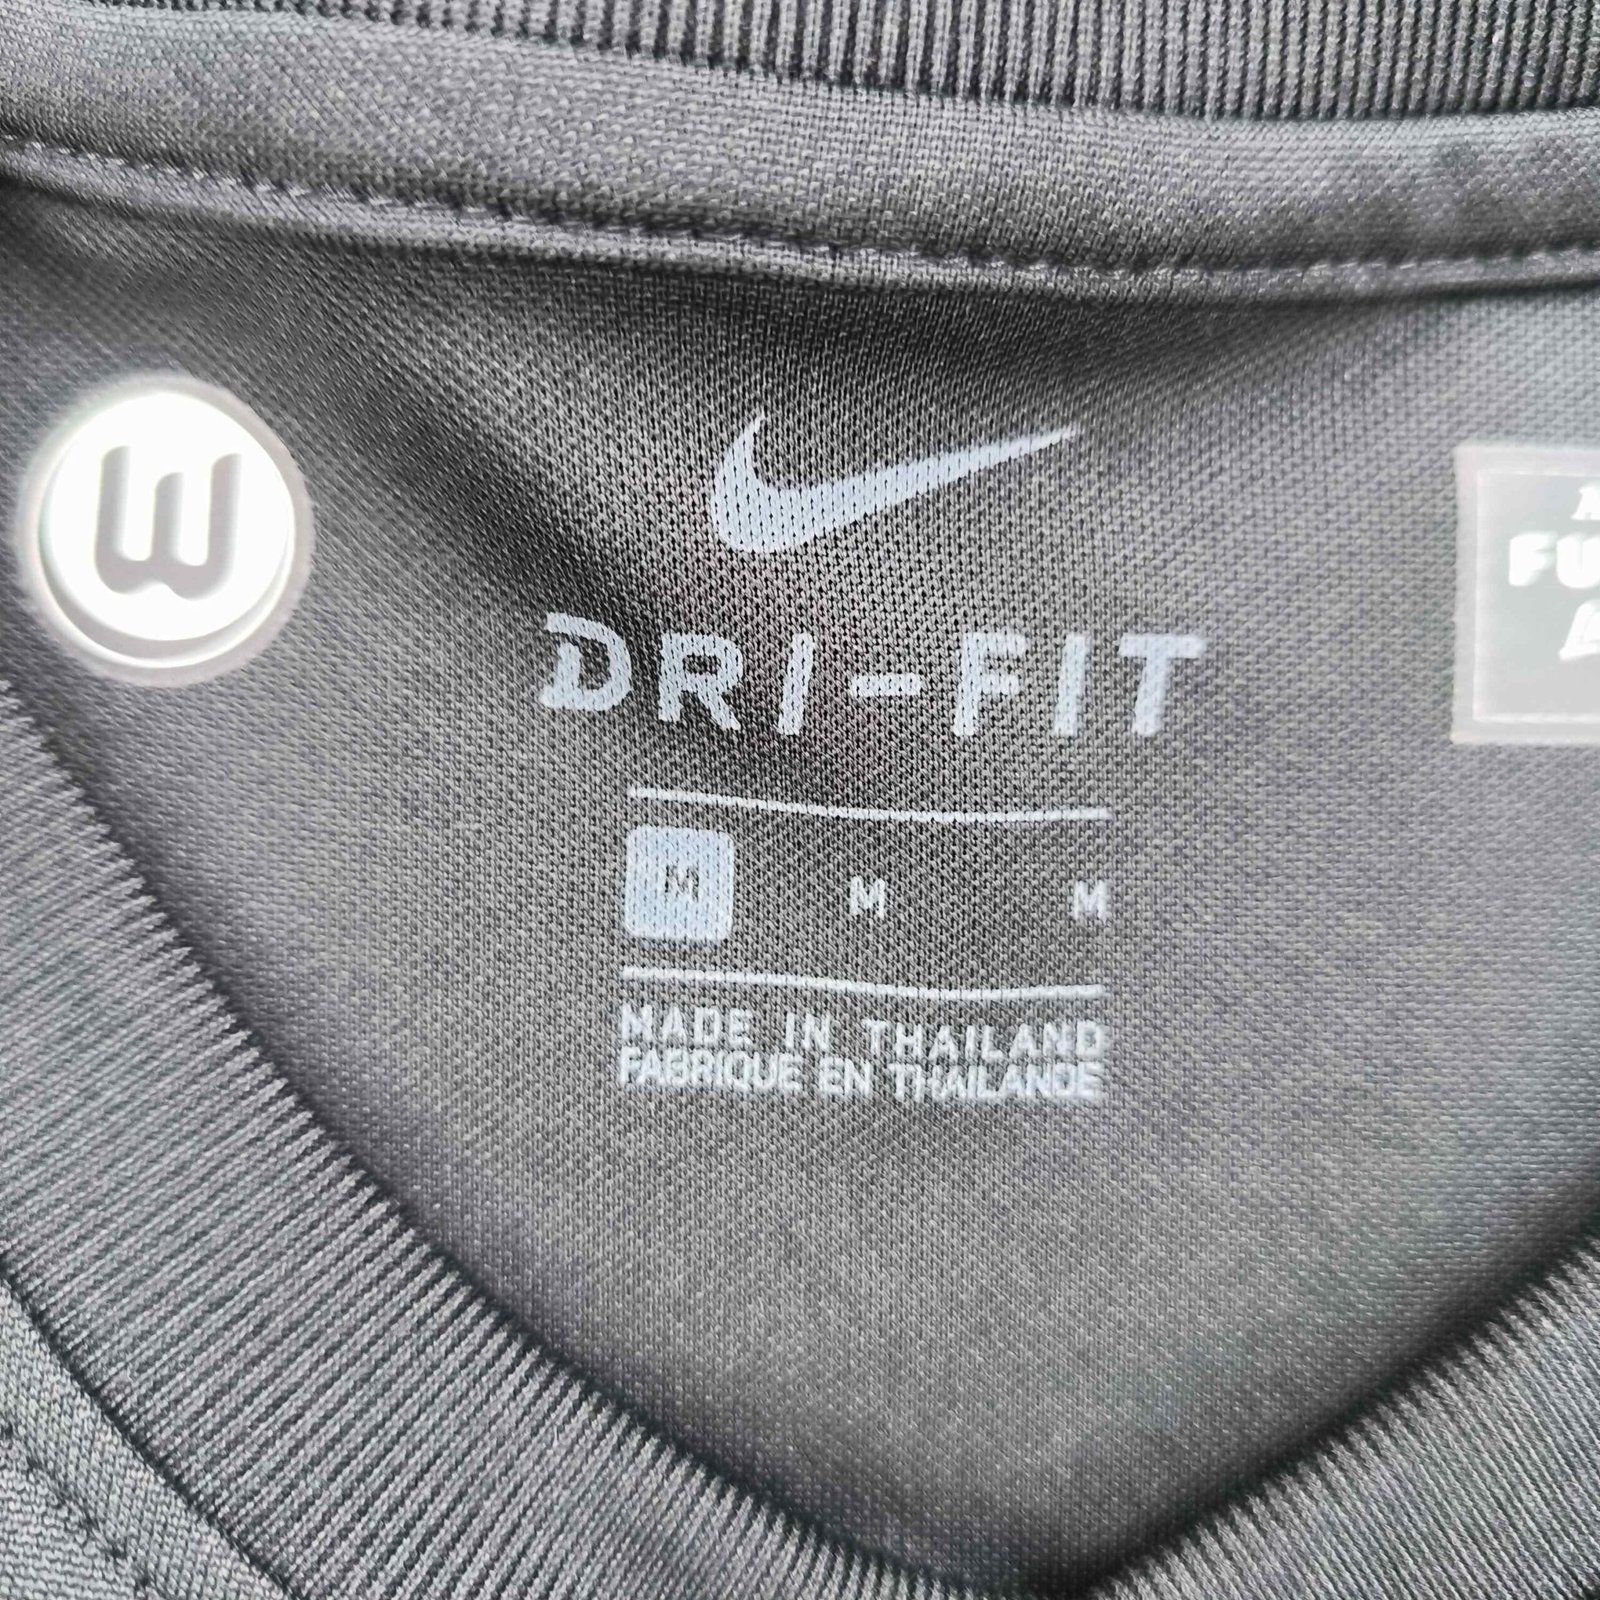 W
DRI-FIT
M M M
MADE IN THAILAND
FABRIQUE EN THAILANDE